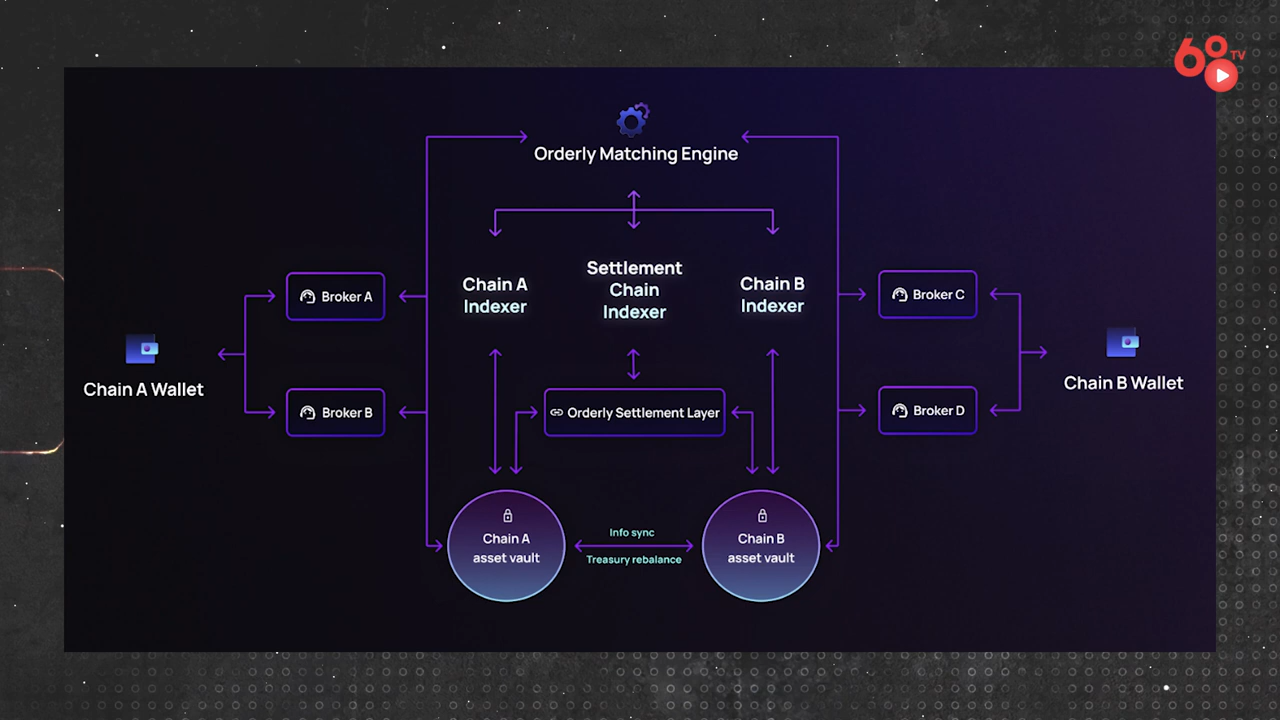 60
TV
Orderly Matching Engine
Chain A
Indexer
Settlement
Chain
Indexer
Chain B
Indexer
Broker A
Broker C
Chain A Wallet
Chain B Wallet
Broker B
Orderly Settlement Layer
Broker D
Chain A
asset vault
Info sync
Treasury rebalance
Chain B
asset vault